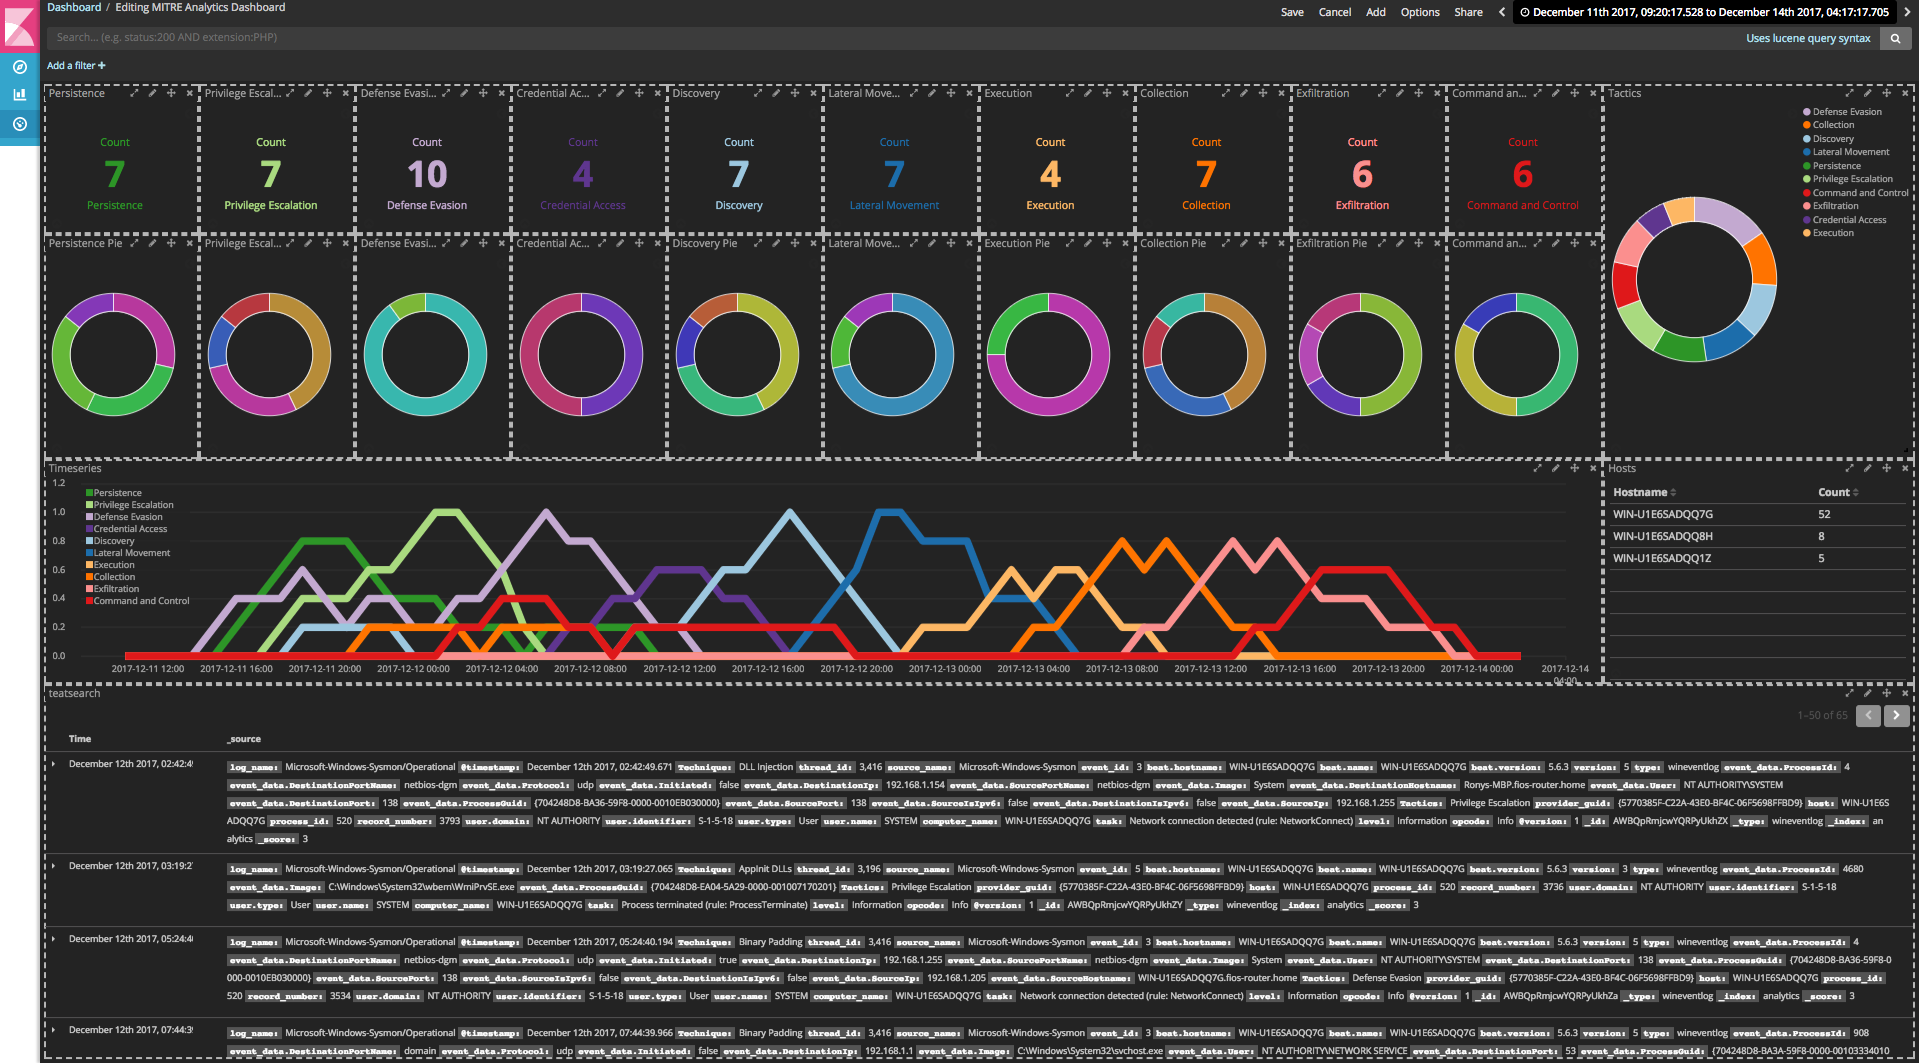 Dashboard / Editing MITRE Analytics Dashboard
Save Cancel Add Options Share December 11th 2017, 09:20:17.528 to December 14th 2017, 04:17:17.705
Search... (e.g. status:200 AND extension:PHP) Uses lucene query syntax
Add a filter +
Persistence Privilege Escal... Defense Evasi... Credential Ac... Discovery Lateral Move... Execution Collection Exfiltration Command an... Tactics
Count Count Count Count Count Count Count Count Count Count
7 7 10 4 7 7 4 7 6 6
Persistence Privilege Escalation Defense Evasion Credential Access Discovery Lateral Movement Execution Collection Exfiltration Command and Control
Defense Evasion
Collection
Discovery
Lateral Movement
Persistence
Privilege Escalation
Command and Control
Exfiltration
Credential Access
Execution
Persistence Pie Privilege Escal... Defense Evasi... Credential Ac... Discovery Pie Lateral Move... Execution Pie Collection Pie Exfiltration Pie Command an...
Timeseries
1.2
1.0
0.8
0.6
0.4
0.2
0.0
Persistence
Privilege Escalation
Defense Evasion
Credential Access
Discovery
Lateral Movement
Execution
Collection
Exfiltration
Command and Control
2017-12-11 12:00 2017-12-11 16:00 2017-12-11 20:00 2017-12-12 00:00 2017-12-12 04:00 2017-12-12 08:00 2017-12-12 12:00 2017-12-12 16:00 2017-12-12 20:00 2017-12-13 00:00 2017-12-13 04:00 2017-12-13 08:00 2017-12-13 12:00 2017-12-13 16:00 2017-12-13 20:00 2017-12-14 00:00 2017-12-14
04:00
Hosts
Hostname Count
WIN-U1E6SADQQ7G 52
WIN-U1E6SADQQ8H 8
WIN-U1E6SADQQ1Z 5
teatsearch
1–50 of 65
Time _source
December 12th 2017, 02:42:4 log_name: Microsoft-Windows-Sysmon/Operational @timestamp: December 12th 2017, 02:42:49.671 Technique: DLL Injection thread_id: 3,416 source_name: Microsoft-Windows-Sysmon event_id: 3 beat.hostname: WIN-U1E6SADQQ7G beat.name: WIN-U1E6SADQQ7G beat.version: 5.6.3 version: 5 type: wineventlog event_data.ProcessId: 4
event_data.DestinationPortName: netbios-dgm event_data.Protocol: udp event_data.Initiated: false event_data.DestinationIp: 192.168.1.154 event_data.SourcePortName: netbios-dgm event_data.Image: System event_data.DestinationHostname: Ronys-MBP.fios-router.home event_data.User: NT AUTHORITY\SYSTEM
event_data.DestinationPort: 138 event_data.ProcessGuid: {704248D8-BA36-59F8-0000-0010EB030000} event_data.SourcePort: 138 event_data.SourceIsIpv6: false event_data.DestinationIsIpv6: false event_data.SourceIp: 192.168.1.255 Tactics: Privilege Escalation provider_guid: {5770385F-C22A-43E0-BF4C-06F5698FFBD9} host: WIN-U1E6S
ADQQ7G process_id: 520 record_number: 3793 user.domain: NT AUTHORITY user.identifier: S-1-5-18 user.type: User user.name: SYSTEM computer_name: WIN-U1E6SADQQ7G task: Network connection detected (rule: NetworkConnect) level: Information opcode: Info @version: 1 _id: AWBQpRmjcwYQRPyUkhZX _type: wineventlog _index: an
alytics _score: 3
December 12th 2017, 03:19:2 log_name: Microsoft-Windows-Sysmon/Operational @timestamp: December 12th 2017, 03:19:27.065 Technique: AppInit DLLs thread_id: 3,196 source_name: Microsoft-Windows-Sysmon event_id: 5 beat.hostname: WIN-U1E6SADQQ7G beat.name: WIN-U1E6SADQQ7G beat.version: 5.6.3 version: 3 type: wineventlog event_data.ProcessId: 4680
event_data.Image: C:\Windows\System32\wbem\WmiPrvSE.exe event_data.ProcessGuid: {704248D8-EA04-5A29-0000-001007170201} Tactics: Privilege Escalation provider_guid: {5770385F-C22A-43E0-BF4C-06F5698FFBD9} host: WIN-U1E6SADQQ7G process_id: 520 record_number: 3736 user.domain: NT AUTHORITY user.identifier: S-1-5-18
user.type: User user.name: SYSTEM computer_name: WIN-U1E6SADQQ7G task: Process terminated (rule: ProcessTerminate) level: Information opcode: Info @version: 1 _id: AWBQpRmjcwYQRPyUkhZY _type: wineventlog _index: analytics _score: 3
December 12th 2017, 05:24:4 log_name: Microsoft-Windows-Sysmon/Operational @timestamp: December 12th 2017, 05:24:40.194 Technique: Binary Padding thread_id: 3,416 source_name: Microsoft-Windows-Sysmon event_id: 3 beat.hostname: WIN-U1E6SADQQ7G beat.name: WIN-U1E6SADQQ7G beat.version: 5.6.3 version: 5 type: wineventlog event_data.ProcessId: 4
event_data.DestinationPortName: netbios-dgm event_data.Protocol: udp event_data.Initiated: true event_data.DestinationIp: 192.168.1.255 event_data.SourcePortName: netbios-dgm event_data.Image: System event_data.User: NT AUTHORITY\SYSTEM event_data.DestinationPort: 138 event_data.ProcessGuid: {704248D8-BA36-59F8-0
000-0010EB030000} event_data.SourcePort: 138 event_data.SourceIsIpv6: false event_data.DestinationIsIpv6: false event_data.SourceIp: 192.168.1.205 event_data.SourceHostname: WIN-U1E6SADQQ7G.fios-router.home Tactics: Defense Evasion provider_guid: {5770385F-C22A-43E0-BF4C-06F5698FFBD9} host: WIN-U1E6SADQQ7G process_id:
520 record_number: 3534 user.domain: NT AUTHORITY user.identifier: S-1-5-18 user.type: User user.name: SYSTEM computer_name: WIN-U1E6SADQQ7G task: Network connection detected (rule: NetworkConnect) level: Information opcode: Info @version: 1 _id: AWBQpRmjcwYQRPyUkhZa _type: wineventlog _index: analytics _score: 3
December 12th 2017, 07:44:3 log_name: Microsoft-Windows-Sysmon/Operational @timestamp: December 12th 2017, 07:44:39.966 Technique: Binary Padding thread_id: 3,416 source_name: Microsoft-Windows-Sysmon event_id: 3 beat.hostname: WIN-U1E6SADQQ7G beat.name: WIN-U1E6SADQQ7G beat.version: 5.6.3 version: 5 type: wineventlog event_data.ProcessId: 908
event_data.DestinationPortName: domain event_data.Protocol: udp event_data.Initiated: false event_data.DestinationIp: 192.168.1.1 event_data.Image: C:\Windows\System32\svchost.exe event_data.User: NT AUTHORITY\NETWORK SERVICE event_data.DestinationPort: 53 event_data.ProcessGuid: {704248D8-BA3A-59F8-0000-00103334010